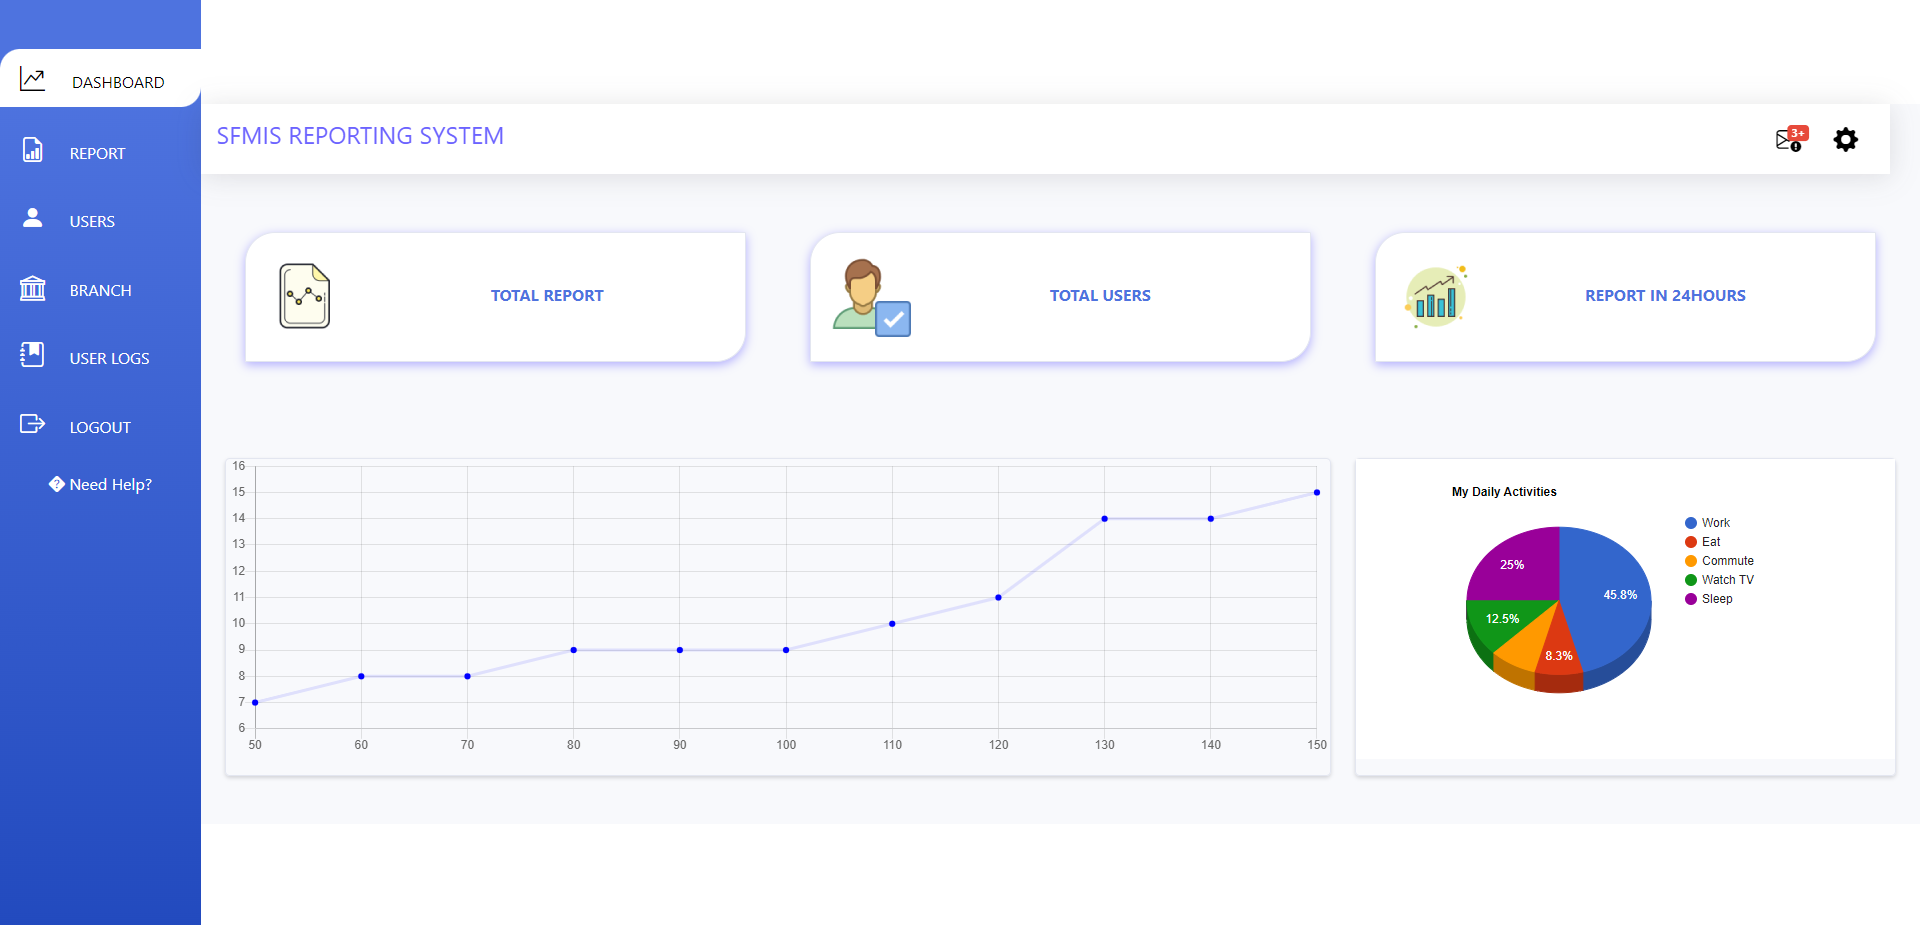 DASHBOARD
REPORT
USERS
BRANCH
USER LOGS
LOGOUT
Need Help?
SFMIS REPORTING SYSTEM
3+
TOTAL REPORT
TOTAL USERS
REPORT IN 24HOURS
16
15
14
13
12
11
10
9
8
7
6
50 60 70 80 90 100 110 120 130 140 150
My Daily Activities
Work
Eat
Commute
Watch TV
Sleep
25%
45.8%
12.5%
8.3%